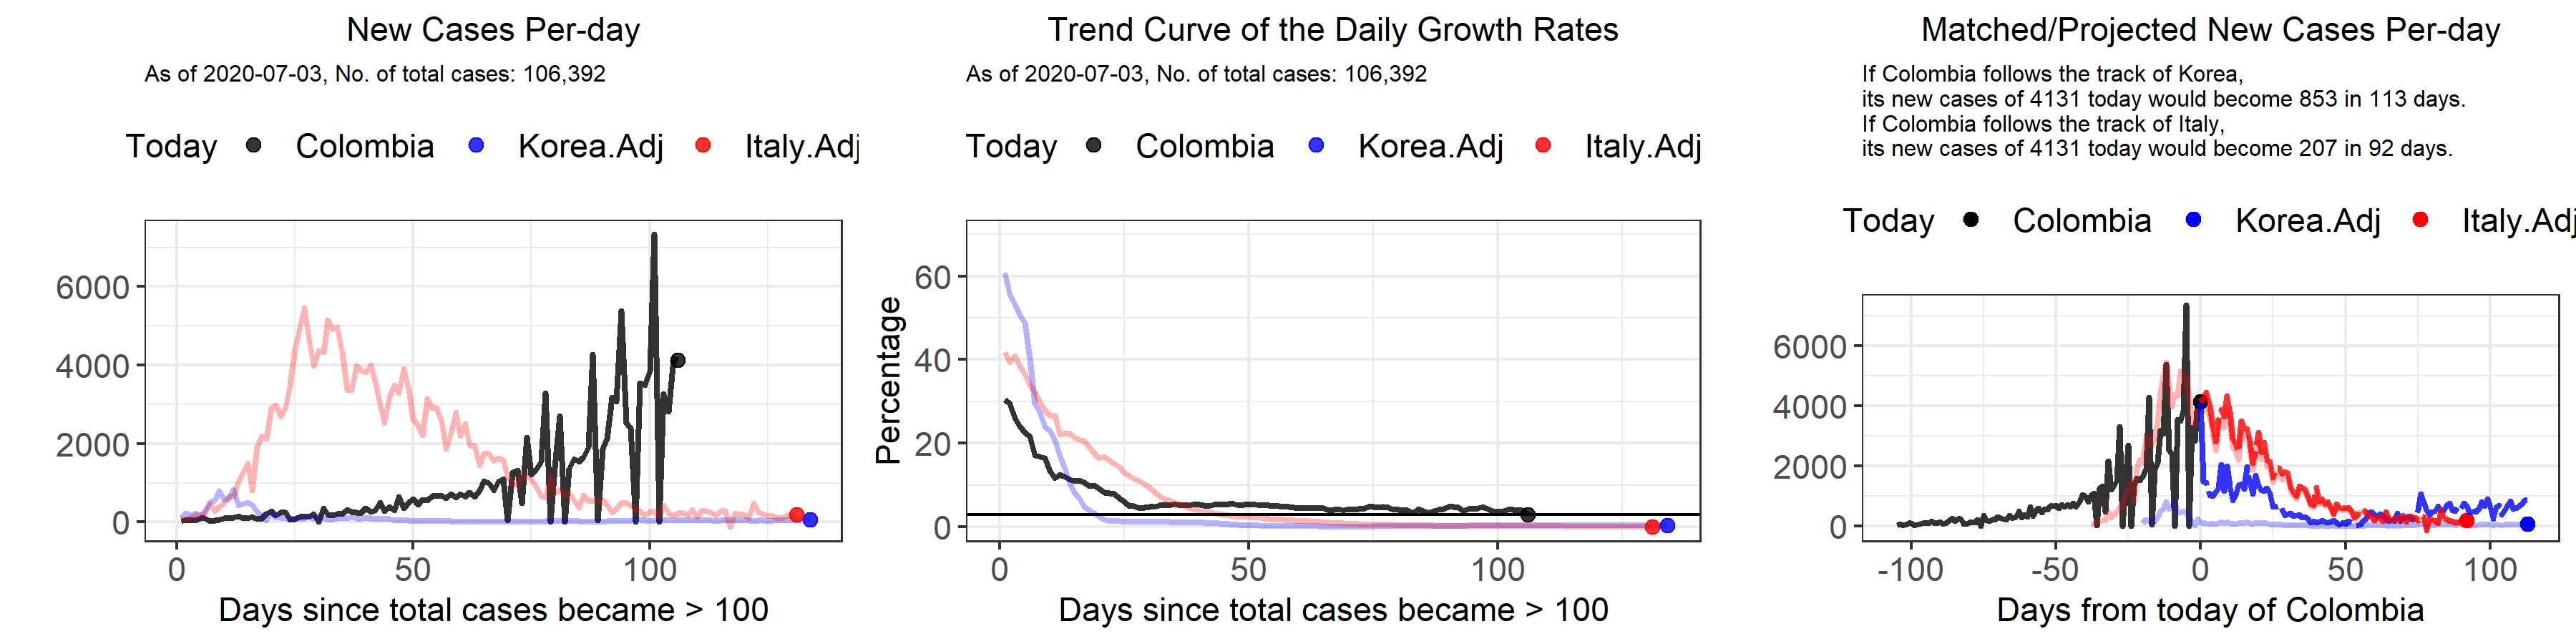 New Cases Per-day
As of 2020-07-03, No. of total cases: 106,392
Today Colombia Korea.Adj Italy.Adj
6000
4000
2000
0
0 50 100
Days since total cases became > 100
Trend Curve of the Daily Growth Rates
As of 2020-07-03, No. of total cases: 106,392
Today Colombia Korea.Adj Italy.Adj
Percentage
60
40
20
0
0 50 100
Days since total cases became > 100
Matched/Projected New Cases Per-day
If Colombia follows the track of Korea,
its new cases of 4131 today would become 853 in 113 days.
If Colombia follows the track of Italy,
its new cases of 4131 today would become 207 in 92 days.
Today Colombia Korea.Adj Italy.Adj
6000
4000
2000
0
-100 -50 0 50 100
Days from today of Colombia